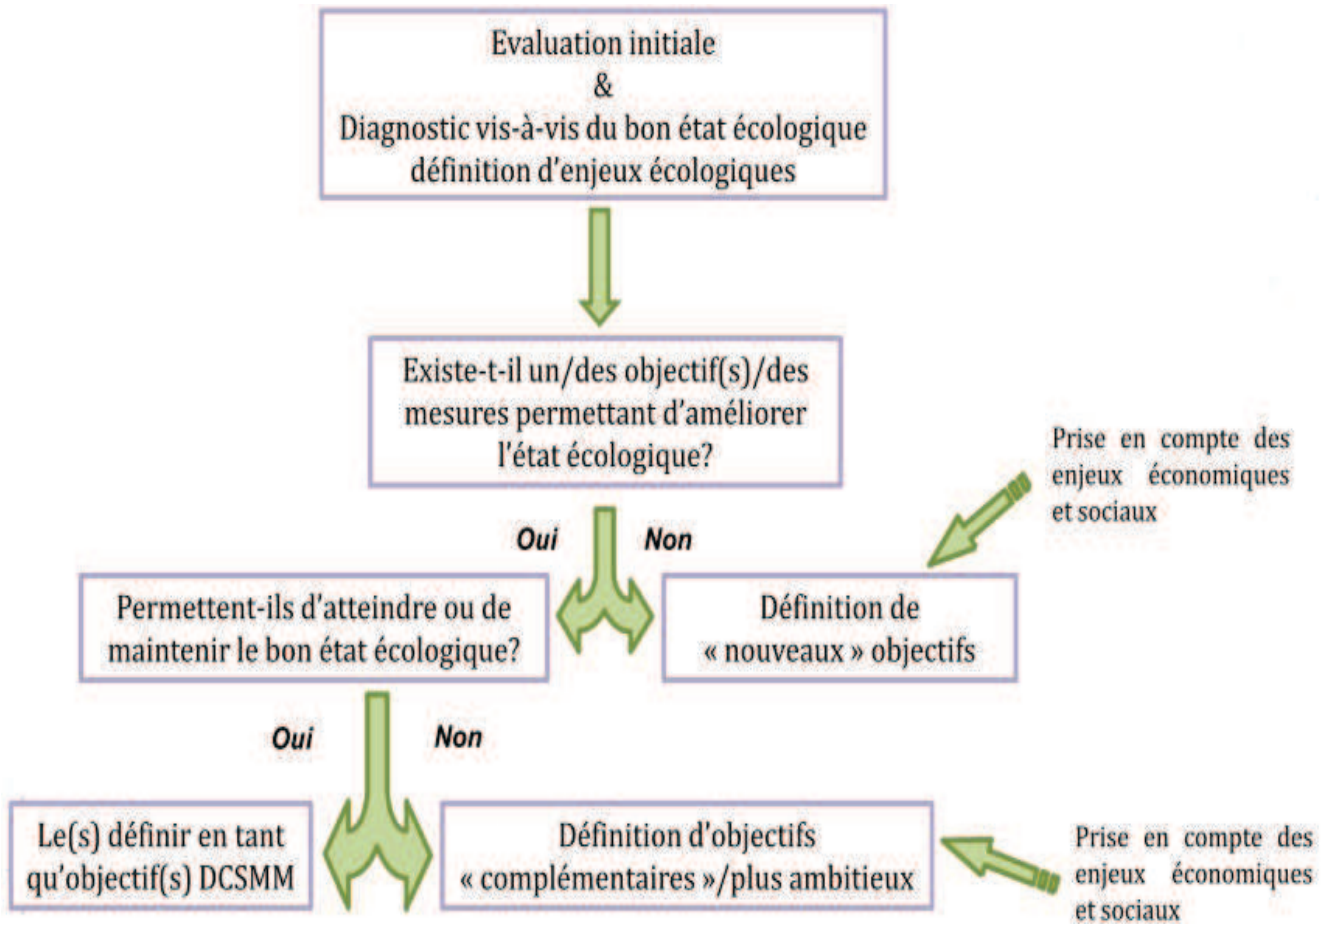 Evaluation initiale
&
Diagnostic vis-à-vis du bon état écologique
définition d'enjeux écologiques
Existe-t-il un/des objectif(s)/des
mesures permettant d'améliorer
l'état écologique?
Prise en compte des
enjeux économiques
et sociaux
Oui
Non
Permettent-ils d'atteindre ou de
maintenir le bon état écologique?
Définition de
« nouveaux » objectifs
Oui
Non
Le(s) définir en tant
qu'objectif(s) DCSMM
Définition d'objectifs
« complémentaires »/plus ambitieux
Prise en compte des
enjeux économiques
et sociaux